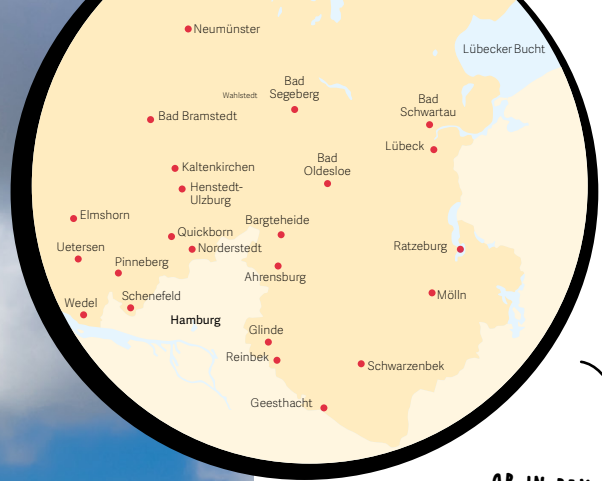 Neumünster
Lübecker Bucht
Bad
Segeberg
Wahlstedt
Bad
Schwartau
Bad Bramstedt
Lübeck
Bad
Oldesloe
Kaltenkirchen
Henstedt-
Ulzburg
Elmshorn
Bargteheide
Quickborn
Norderstedt
Uetersen
Ratzeburg
Pinneberg
Ahrensburg
Wedel
Schenefeld
Mölln
Hamburg
Glinde
Reinbek
Schwarzenbek
Geesthacht